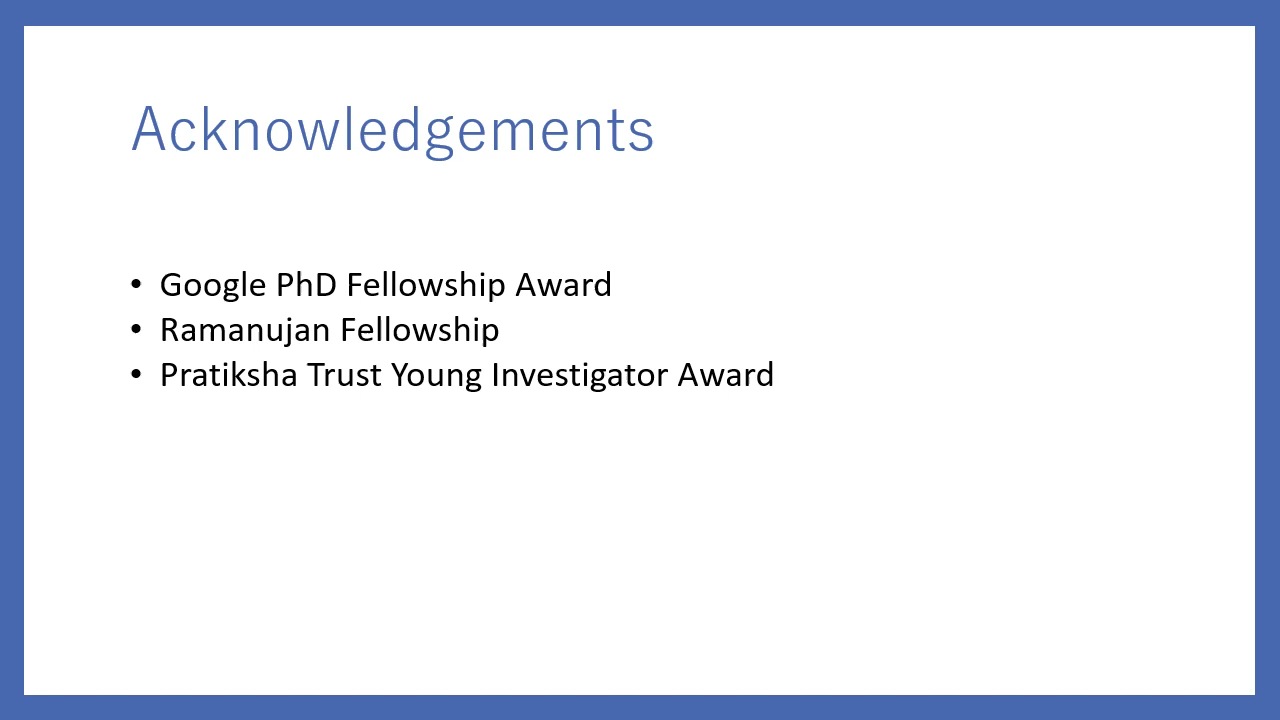 Acknowledgements
• Google PhD Fellowship Award
• Ramanujan Fellowship
• Pratiksha Trust Young Investigator Award